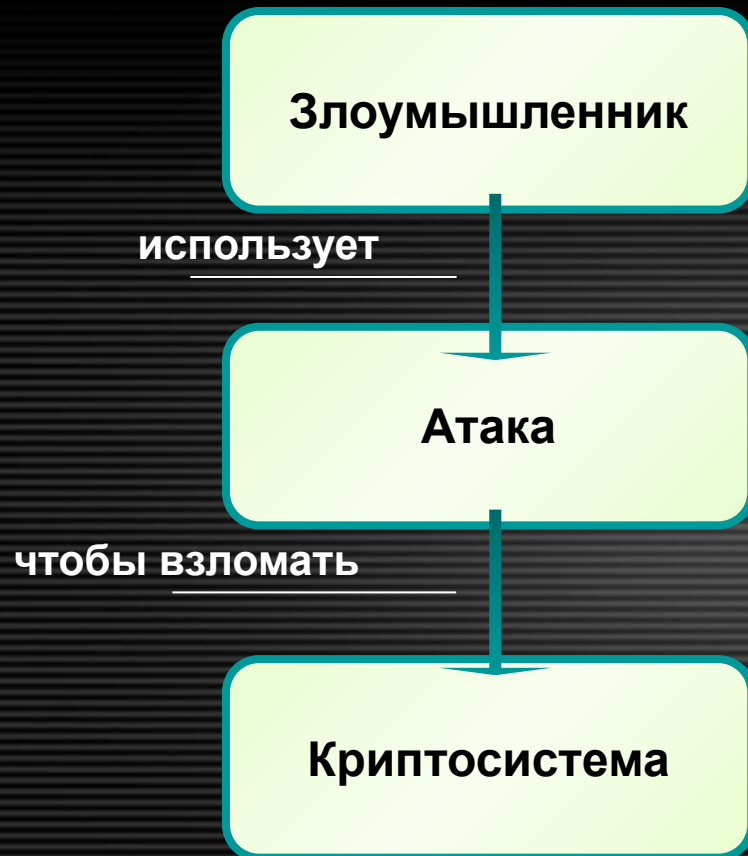 Злоумышленник
использует
Атака
чтобы взломать
Криптосистема